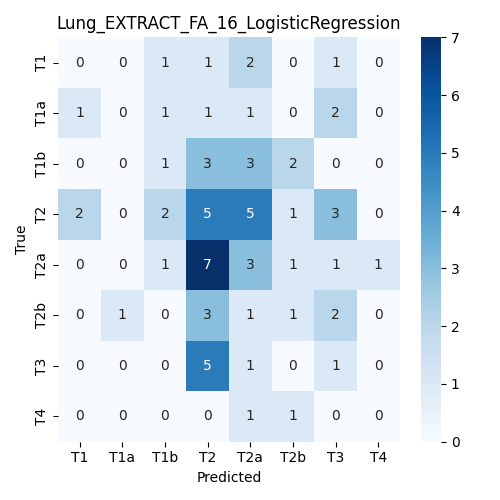 Lung_EXTRACT_FA_16_LogisticRegression
T1 0 0 1 1 2 0 1 0
T1a 1 0 1 1 1 0 2 0
T1b 0 0 1 3 3 2 0 0
T2 2 0 2 5 5 1 3 0
T2a 0 0 1 7 3 1 1 1
T2b 0 1 0 3 1 1 2 0
T3 0 0 0 5 1 0 1 0
T4 0 0 0 0 1 1 0 0
T1 T1a T1b T2 T2a T2b T3 T4
Predicted
True
7
6
5
4
3
2
1
0